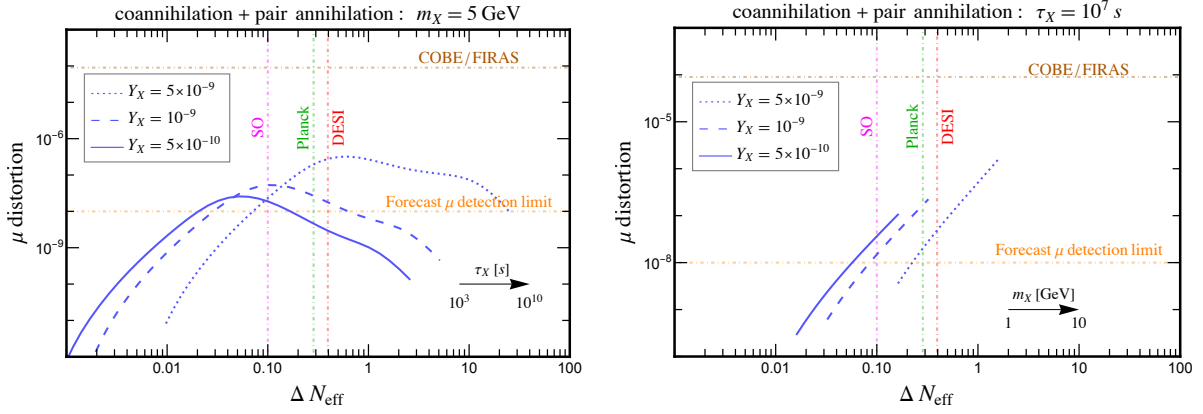 coannihilation + pair annihilation : m_X = 5 GeV
COBE/FIRAS
Y_X = 5×10^-9
Y_X = 10^-9
Y_X = 5×10^-10
SO
Planck
DESI
Forecast μ detection limit
τ_X [s]
10^3
10^10
10^-6
10^-9
μ distortion
0.01
0.10
1
10
100
Δ N_eff
coannihilation + pair annihilation : τ_X = 10^7 s
COBE/FIRAS
Y_X = 5×10^-9
Y_X = 10^-9
Y_X = 5×10^-10
SO
Planck
DESI
Forecast μ detection limit
m_X [GeV]
1
10
10^-5
10^-8
μ distortion
0.01
0.10
1
10
100
Δ N_eff